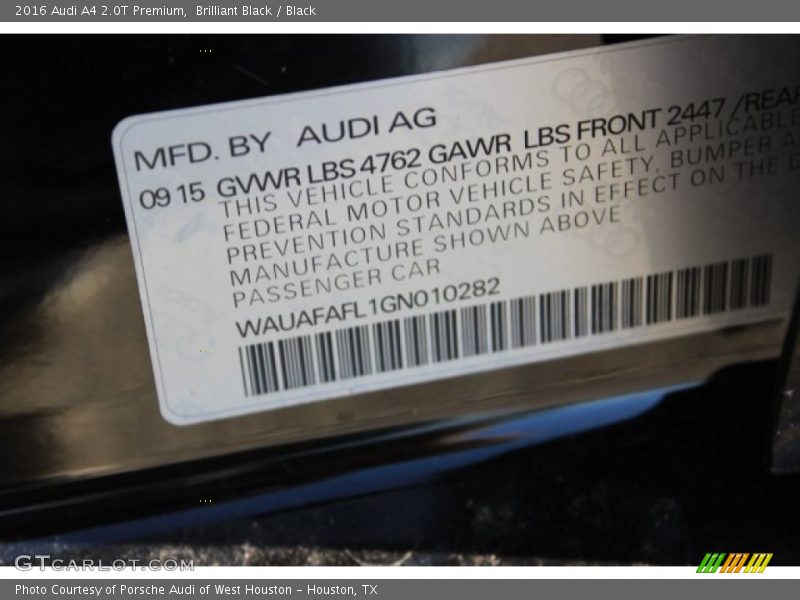 2016 Audi A4 2.0T Premium,  Brilliant Black / Black
MFD. BY AUDI AG
09 15 GVWR LBS 4762 GAWR LBS FRONT 2447 /REAR
THIS VEHICLE CONFORMS TO ALL APPLICABLE
FEDERAL MOTOR VEHICLE SAFETY, BUMPER A
PREVENTION STANDARDS IN EFFECT ON THE D
MANUFACTURE SHOWN ABOVE
PASSENGER CAR
WAUAFAFL1GN010282
GTCARLOT.COM
Photo Courtesy of Porsche Audi of West Houston - Houston, TX